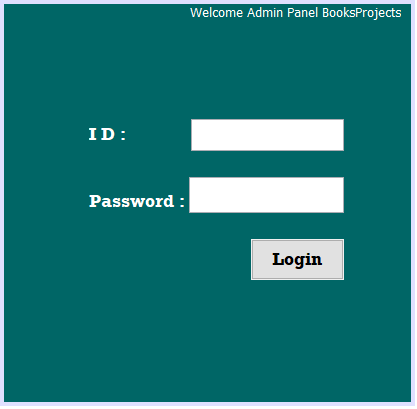 Welcome Admin Panel BooksProjects
I D :
Password :
Login